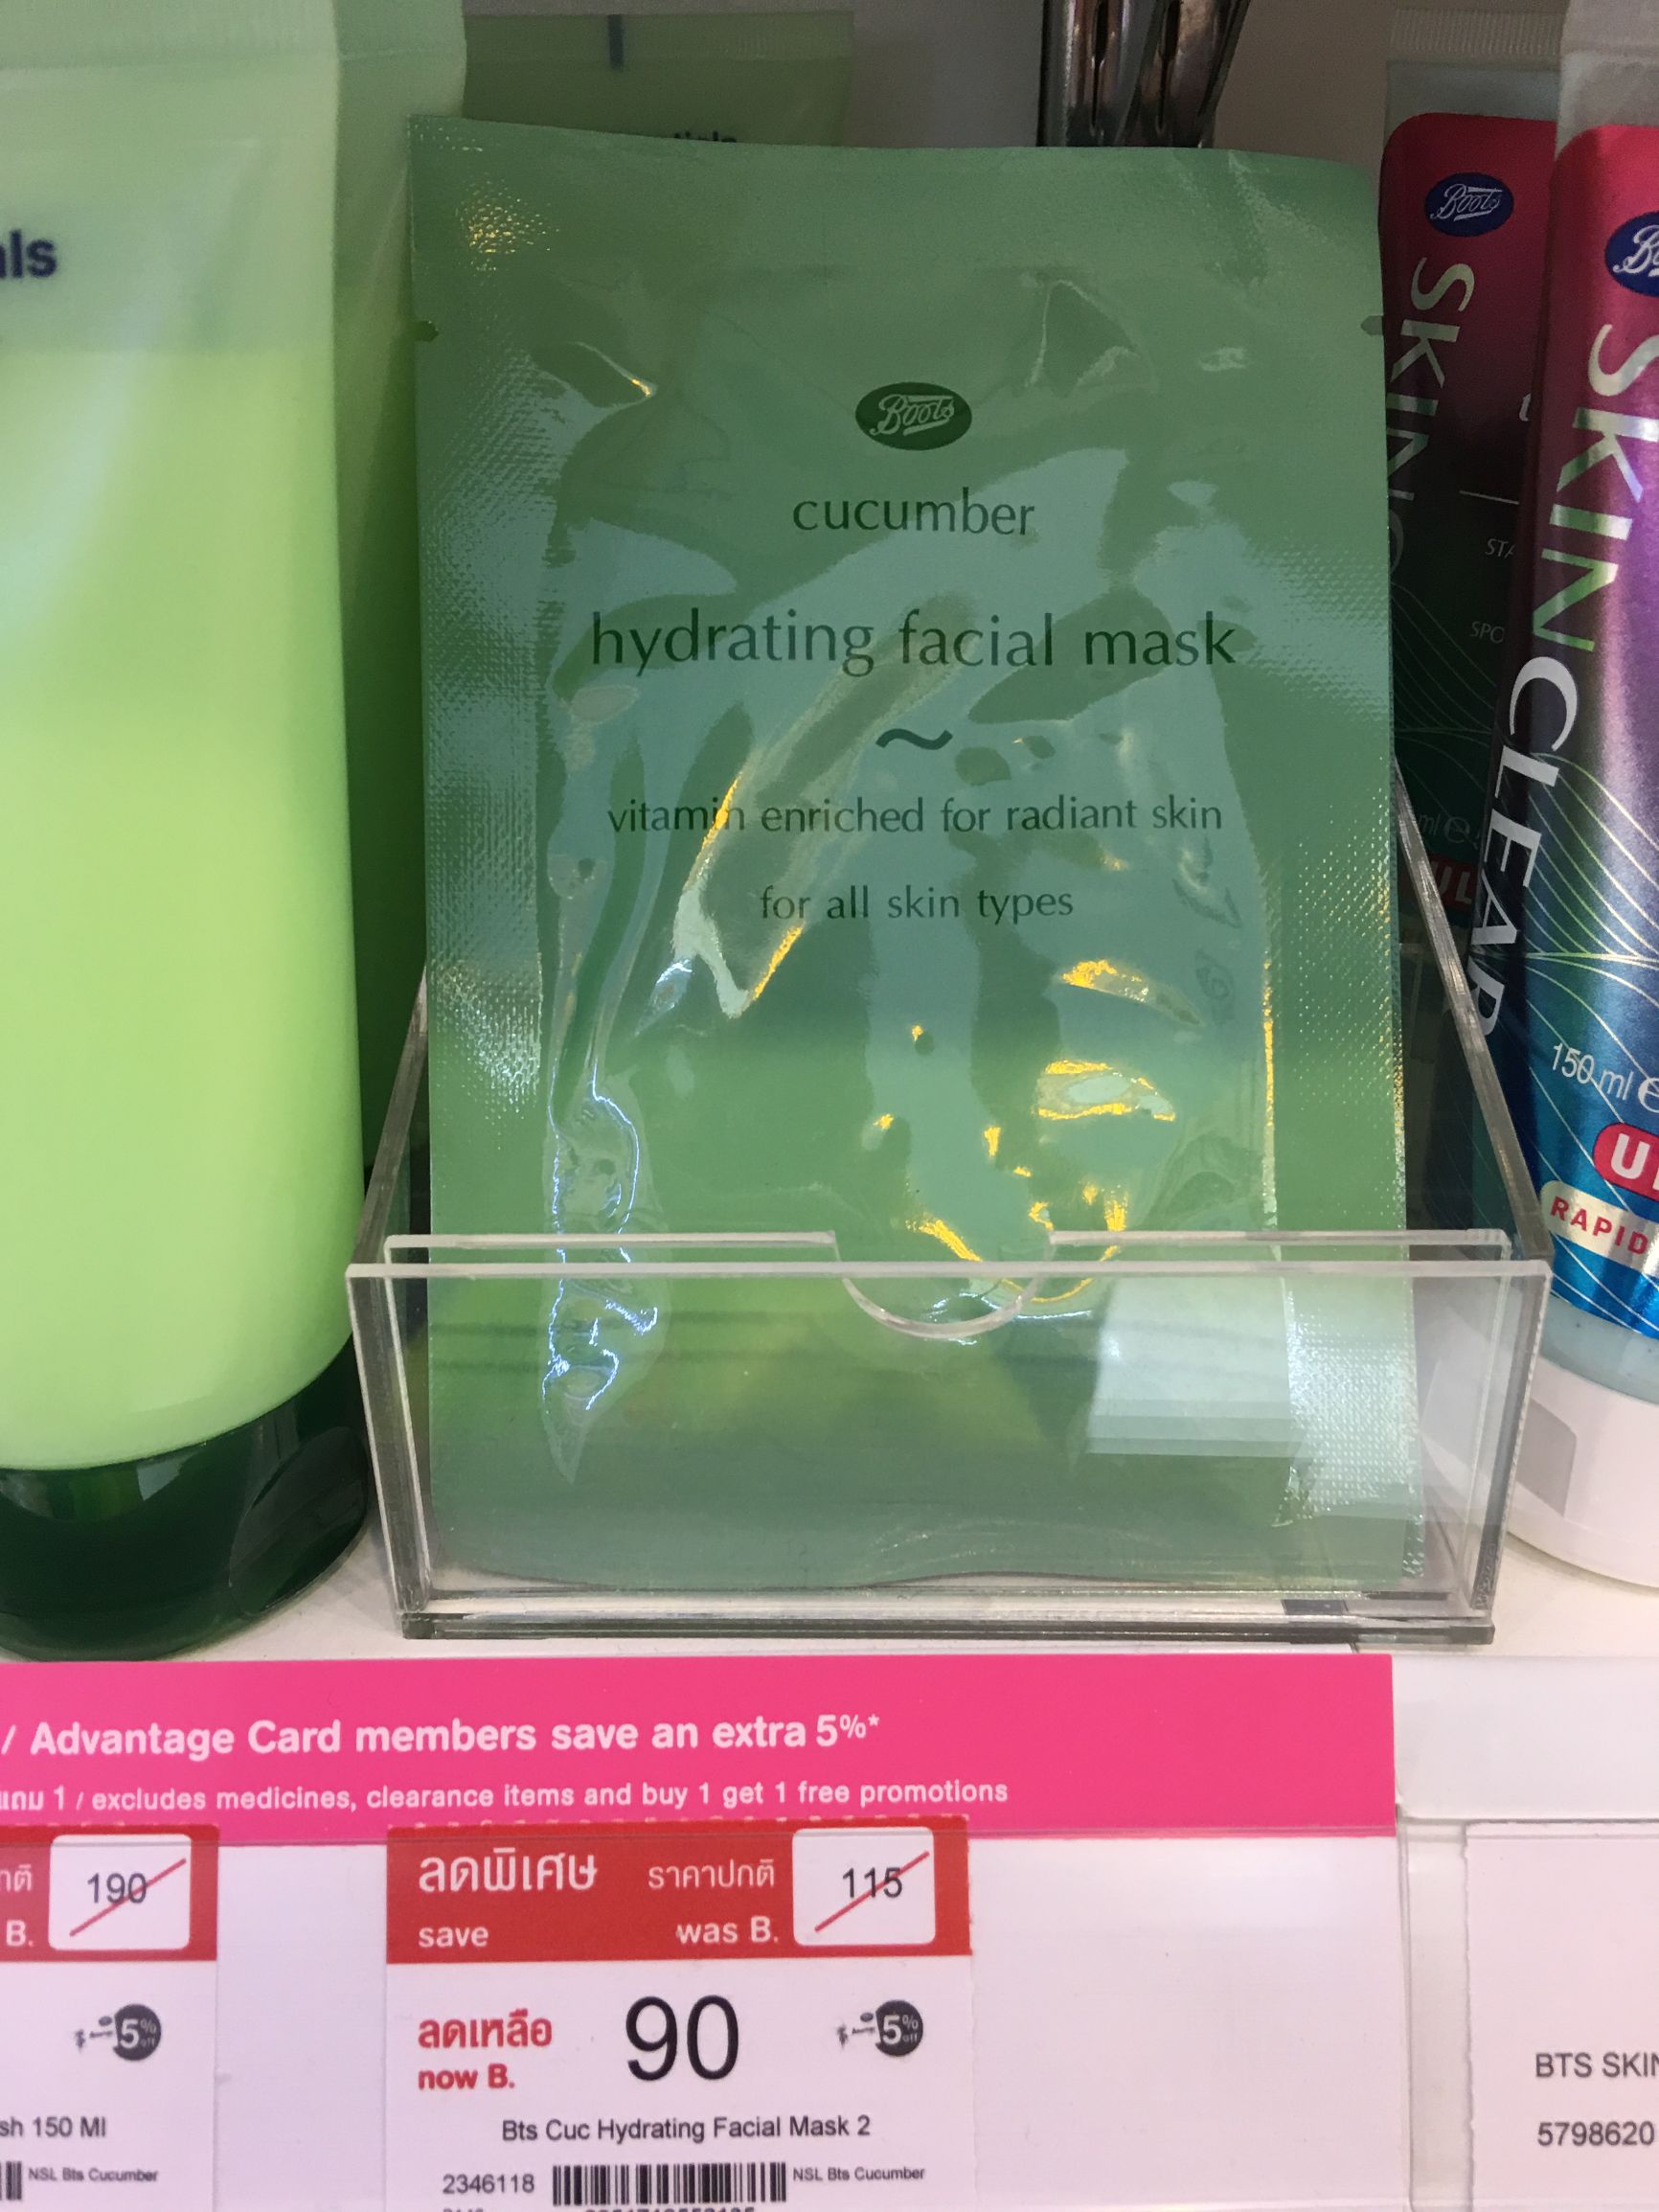 als
Boots
cucumber
hydrating facial mask
~
vitamin enriched for radiant skin
for all skin types
Boots
SKIN
Boots
SKINCLEAR
150 ml e
RAPID
/ Advantage Card members save an extra 5%*
แถม 1 / excludes medicines, clearance items and buy 1 get 1 free promotions
190
B.
5% off
sh 150 Ml
NSL Bts Cucumber
ลดพิเศษ ราคาปกติ 115
save was B.
ลดเหลือ 90 5% off
now B.
Bts Cuc Hydrating Facial Mask 2
2346118 NSL Bts Cucumber
BTS SKIN
5798620